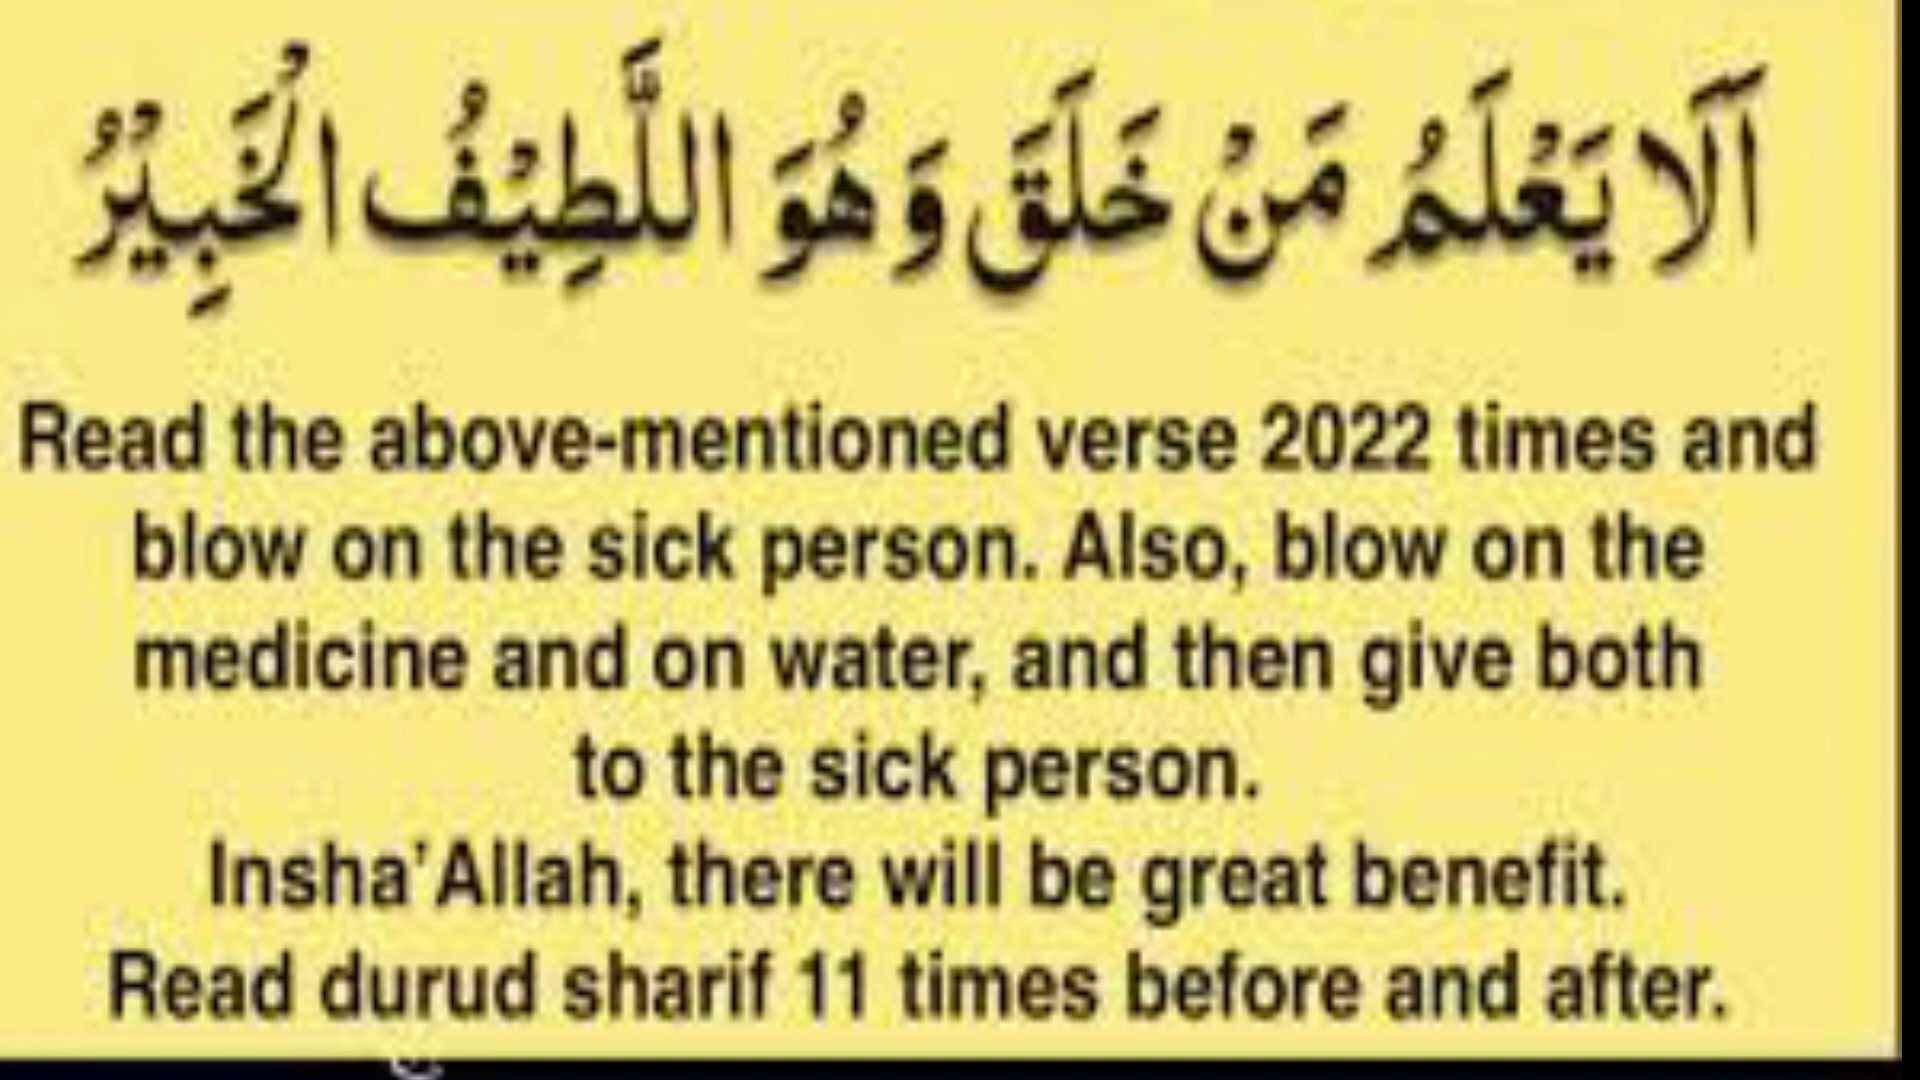 اَلَا يَعْلَمُ مَنْ خَلَقَ وَهُوَ اللَّطِيْفُ الْخَبِيْرُ
Read the above-mentioned verse 2022 times and
blow on the sick person. Also, blow on the
medicine and on water, and then give both
to the sick person.
Insha'Allah, there will be great benefit.
Read durud sharif 11 times before and after.